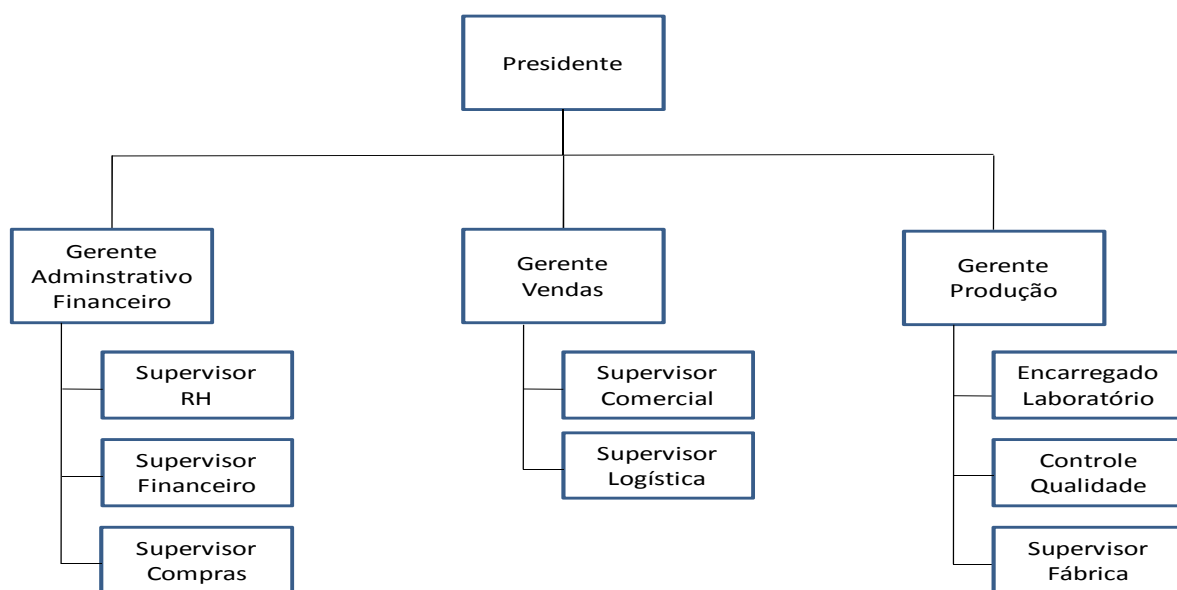 Presidente
Gerente
Adminstrativo
Financeiro
Gerente
Vendas
Gerente
Produção
Supervisor
RH
Supervisor
Comercial
Encarregado
Laboratório
Supervisor
Financeiro
Supervisor
Logística
Controle
Qualidade
Supervisor
Compras
Supervisor
Fábrica